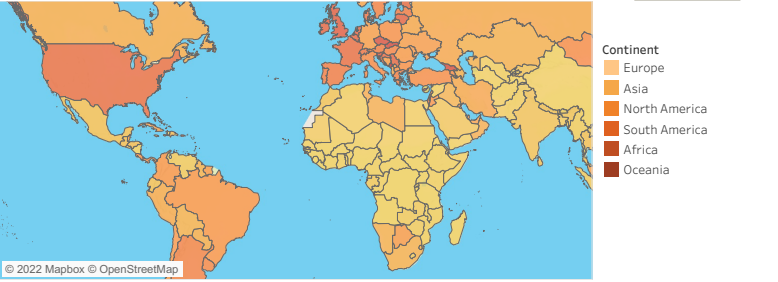 Continent
Europe
Asia
North America
South America
Africa
Oceania
© 2022 Mapbox © OpenStreetMap